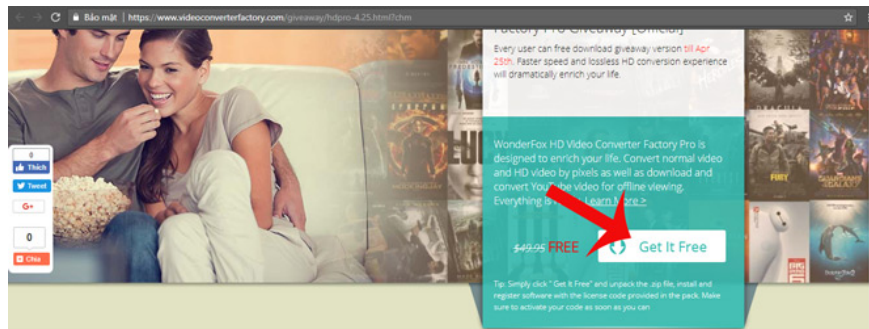 Bảo mật | https://www.videoconverterfactory.com/giveaway/hdpro-4.25.html?chm
Factory Pro Giveaway [Official]
Every user can free download giveaway version till Apr
25th. Faster speed and lossless HD conversion experience
will dramatically enrich your life.
WonderFox HD Video Converter Factory Pro is
designed to enrich your life. Convert normal video
and HD video by pixels as well as download and
convert YouTube video for offline viewing.
Everything is Learn More >
$49.95 FREE Get It Free
Tip: Simply click " Get It Free" and unpack the .zip file, install and
register software with the license code provided in the pack. Make
sure to activate your code as soon as you can
0
Thích
Tweet
G+
0
Chia
LUCY
DRACULA
FURY
GUARDIANS
GALAXY